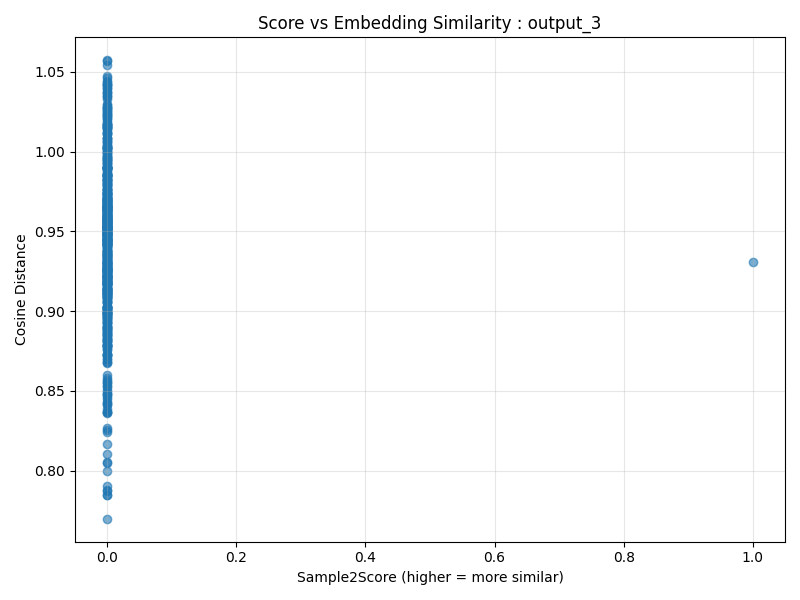 Score vs Embedding Similarity : output_3
1.05
1.00
0.95
0.90
0.85
0.80
Cosine Distance
0.0 0.2 0.4 0.6 0.8 1.0
Sample2Score (higher = more similar)